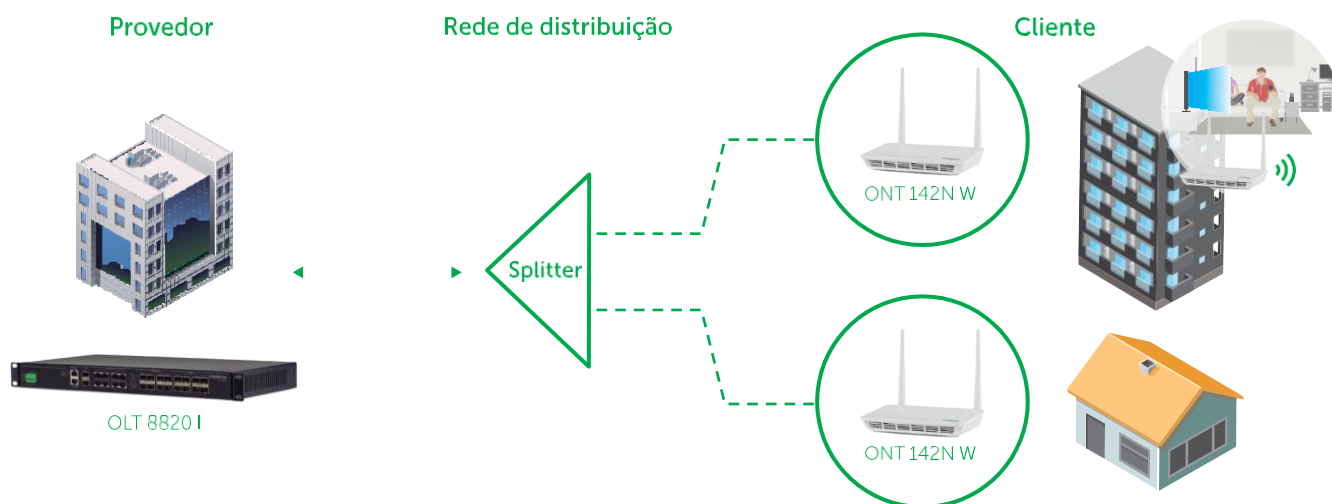 Provedor
Rede de distribuição
Cliente
ONT 142N W
Splitter
OLT 8820 I
ONT 142N W